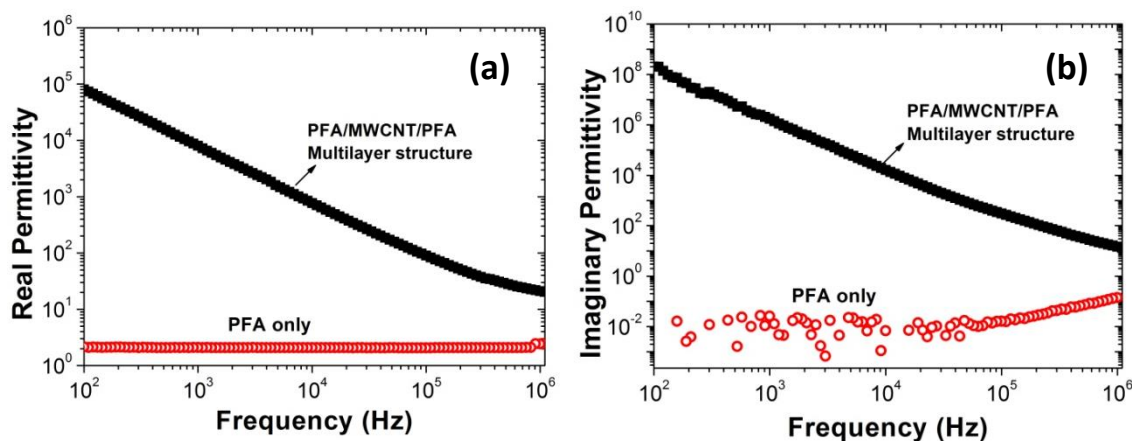 (a)
Real Permittivity
10^6
10^5
10^4
10^3
10^2
10^1
10^0
PFA/MWCNT/PFA
Multilayer structure
PFA only
10^2 10^3 10^4 10^5 10^6
Frequency (Hz)
(b)
Imaginary Permittivity
10^10
10^8
10^6
10^4
10^2
10^0
10^-2
PFA/MWCNT/PFA
Multilayer structure
PFA only
10^2 10^3 10^4 10^5 10^6
Frequency (Hz)